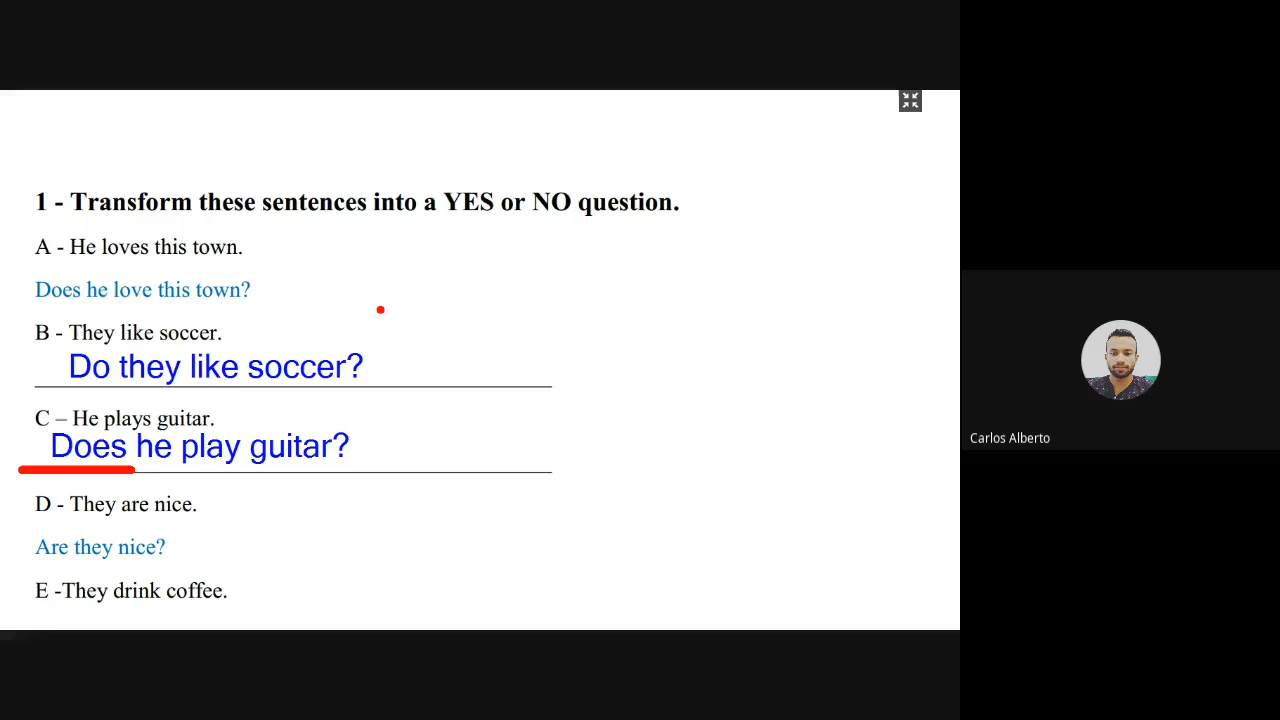 1 - Transform these sentences into a YES or NO question.
A - He loves this town.
Does he love this town?
B - They like soccer.
Do they like soccer?
C – He plays guitar.
Does he play guitar?
D - They are nice.
Are they nice?
E -They drink coffee.
Carlos Alberto